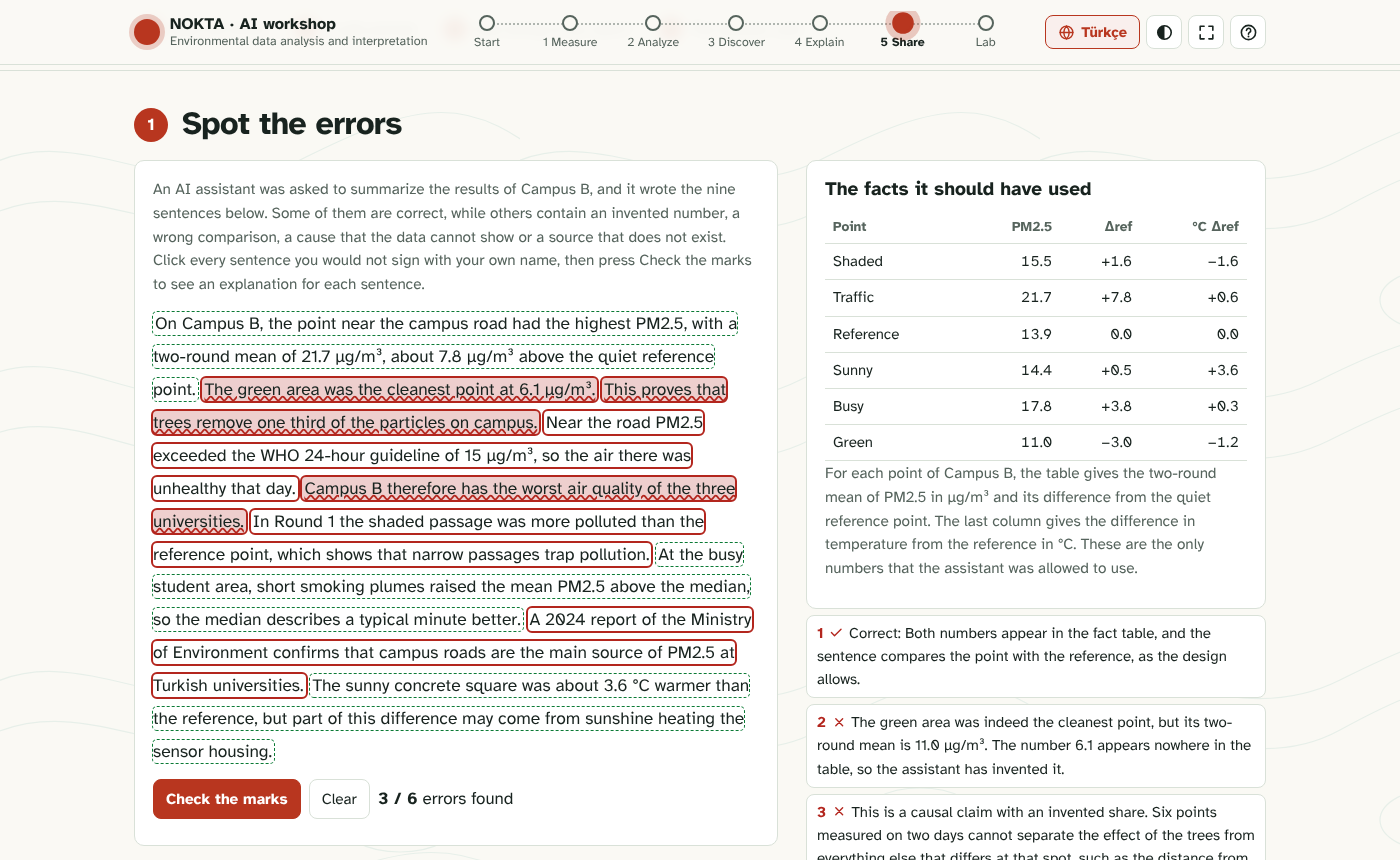 NOKTA · AI workshop
Environmental data analysis and interpretation
Start
1 Measure
2 Analyze
3 Discover
4 Explain
5 Share
Lab
Türkçe
1
Spot the errors
An AI assistant was asked to summarize the results of Campus B, and it wrote the nine
sentences below. Some of them are correct, while others contain an invented number, a
wrong comparison, a cause that the data cannot show or a source that does not exist.
Click every sentence you would not sign with your own name, then press Check the marks
to see an explanation for each sentence.
On Campus B, the point near the campus road had the highest PM2.5, with a
two-round mean of 21.7 µg/m³, about 7.8 µg/m³ above the quiet reference
point. The green area was the cleanest point at 6.1 µg/m³. This proves that
trees remove one third of the particles on campus. Near the road PM2.5
exceeded the WHO 24-hour guideline of 15 µg/m³, so the air there was
unhealthy that day. Campus B therefore has the worst air quality of the three
universities. In Round 1 the shaded passage was more polluted than the
reference point, which shows that narrow passages trap pollution. At the busy
student area, short smoking plumes raised the mean PM2.5 above the median,
so the median describes a typical minute better. A 2024 report of the Ministry
of Environment confirms that campus roads are the main source of PM2.5 at
Turkish universities. The sunny concrete square was about 3.6 °C warmer than
the reference, but part of this difference may come from sunshine heating the
sensor housing.
Check the marks
Clear
3 / 6 errors found
The facts it should have used
Point PM2.5 Δref °C Δref
Shaded 15.5 +1.6 −1.6
Traffic 21.7 +7.8 +0.6
Reference 13.9 0.0 0.0
Sunny 14.4 +0.5 +3.6
Busy 17.8 +3.8 +0.3
Green 11.0 −3.0 −1.2
For each point of Campus B, the table gives the two-round
mean of PM2.5 in µg/m³ and its difference from the quiet
reference point. The last column gives the difference in
temperature from the reference in °C. These are the only
numbers that the assistant was allowed to use.
1 ✓ Correct: Both numbers appear in the fact table, and the
sentence compares the point with the reference, as the design
allows.
2 ✕ The green area was indeed the cleanest point, but its two-
round mean is 11.0 µg/m³. The number 6.1 appears nowhere in the
table, so the assistant has invented it.
3 ✕ This is a causal claim with an invented share. Six points
measured on two days cannot separate the effect of the trees from
everything else that differs at that spot, such as the distance from